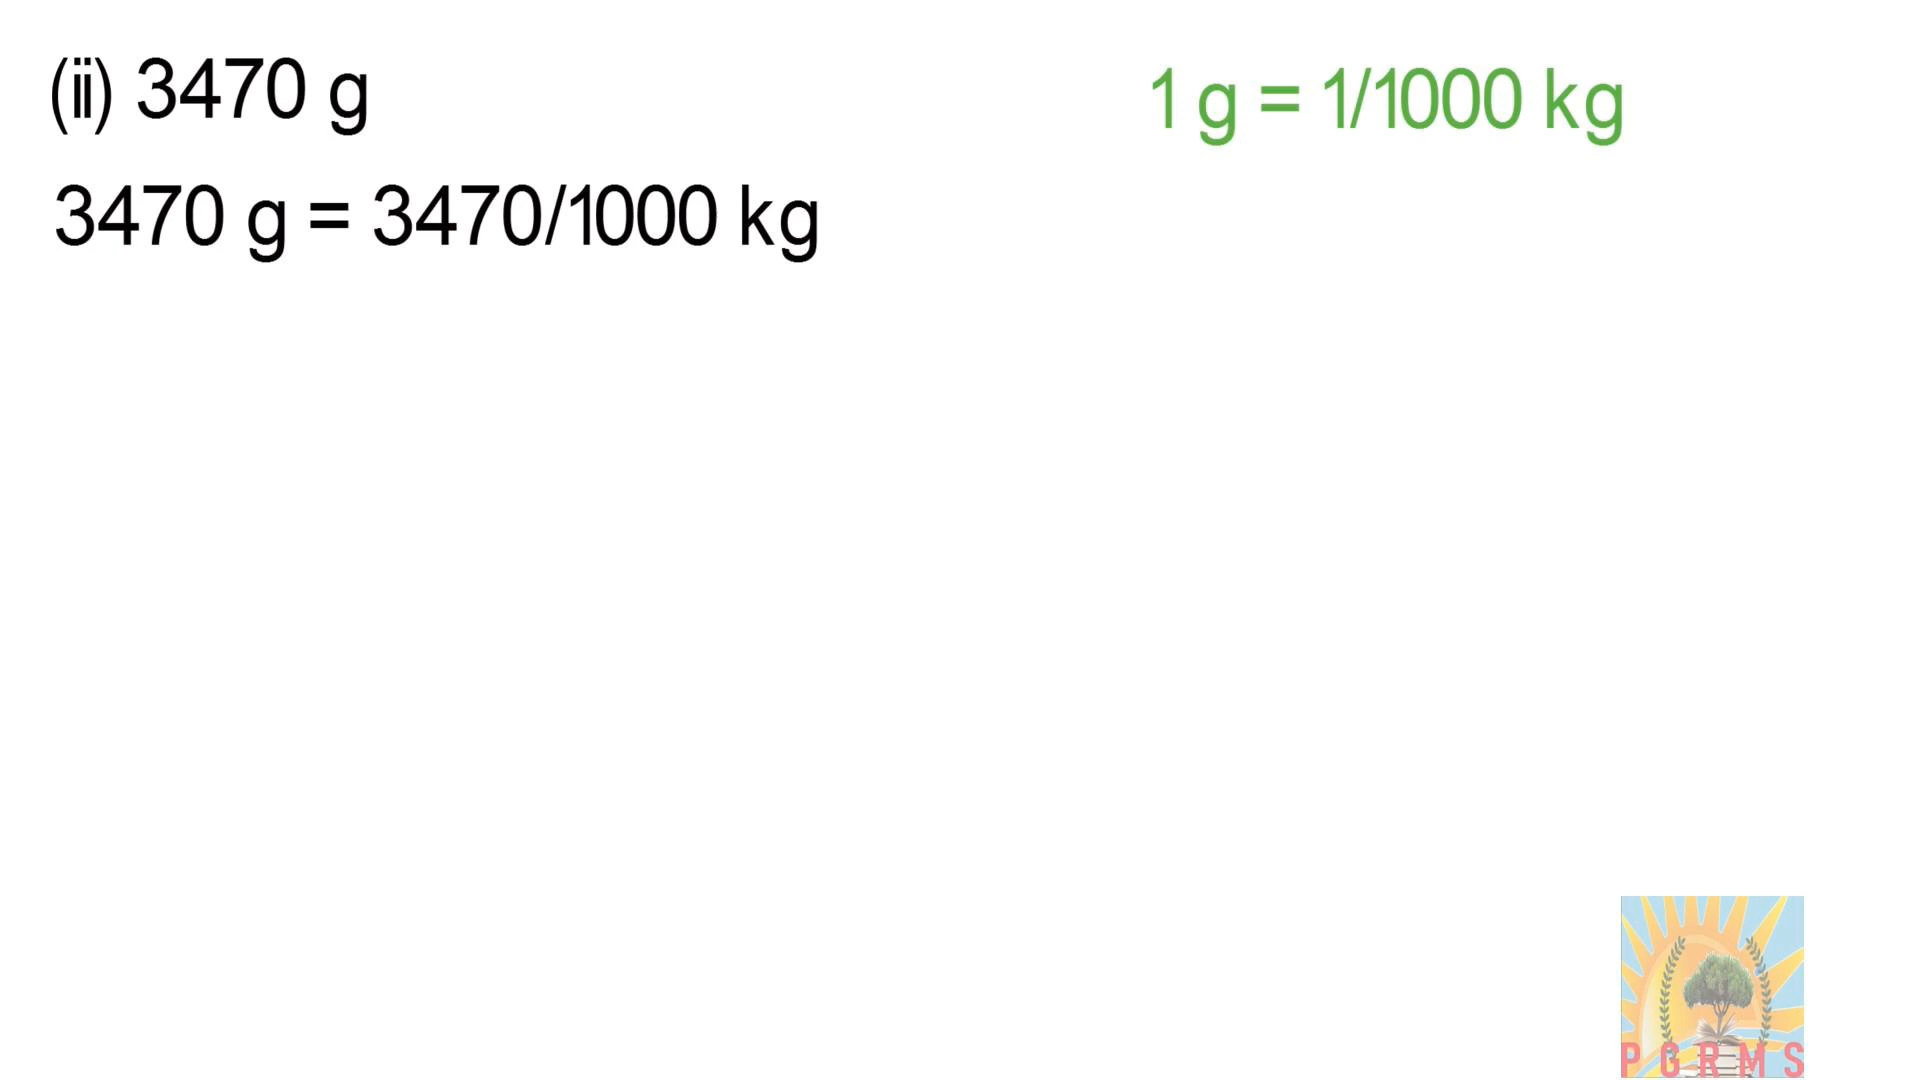 (ii) 3470 g
1 g = 1/1000 kg
3470 g = 3470/1000 kg
P G R M S